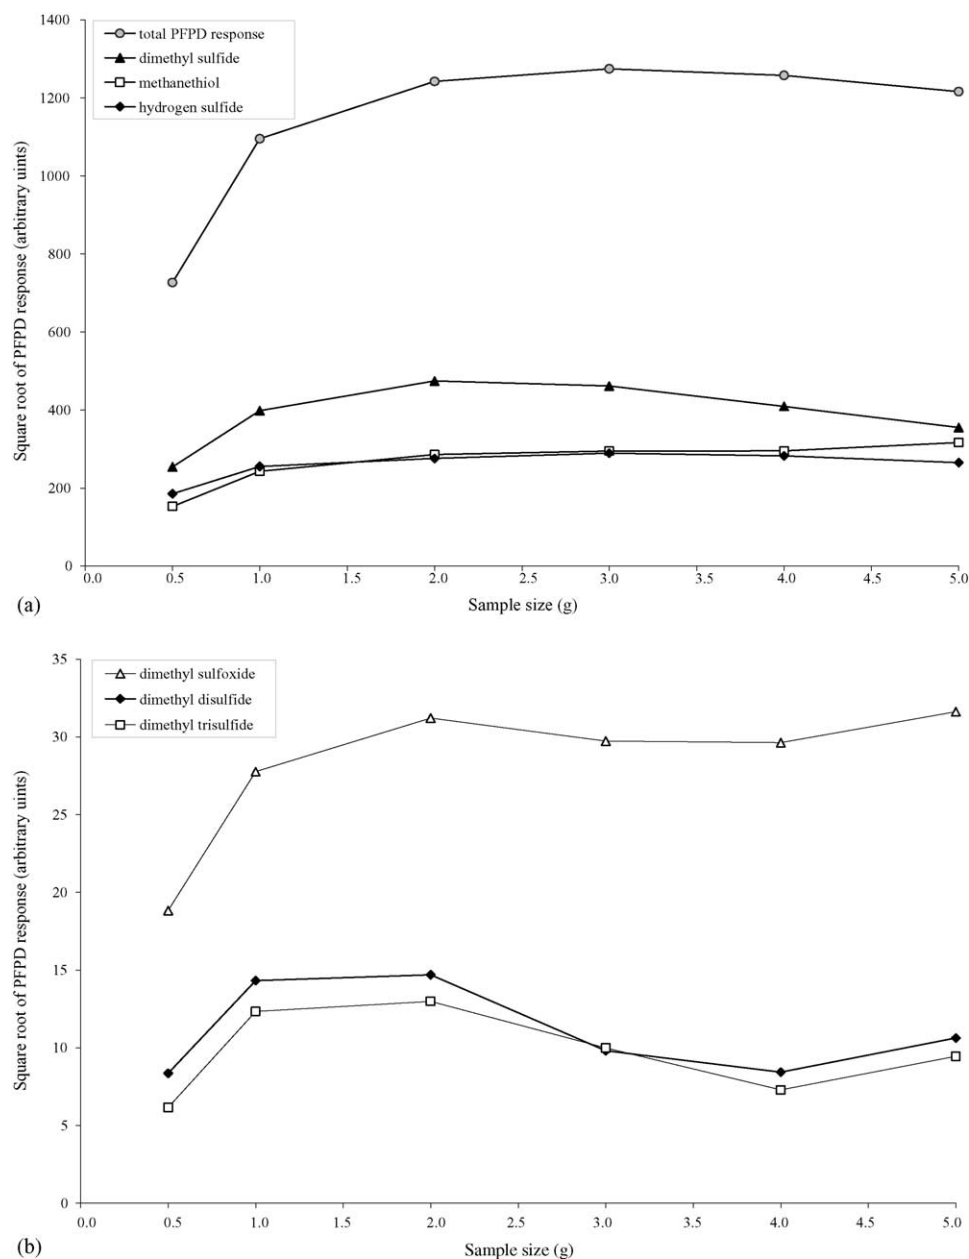 1400
total PFPD response
dimethyl sulfide
methanethiol
hydrogen sulfide
1200
1000
800
600
400
200
0
Square root of PFPD response (arbitrary uints)
0.0 0.5 1.0 1.5 2.0 2.5 3.0 3.5 4.0 4.5 5.0
(a)
Sample size (g)
35
dimethyl sulfoxide
dimethyl disulfide
dimethyl trisulfide
30
25
20
15
10
5
0
Square root of PFPD response (arbitrary uints)
0.0 0.5 1.0 1.5 2.0 2.5 3.0 3.5 4.0 4.5 5.0
(b)
Sample size (g)